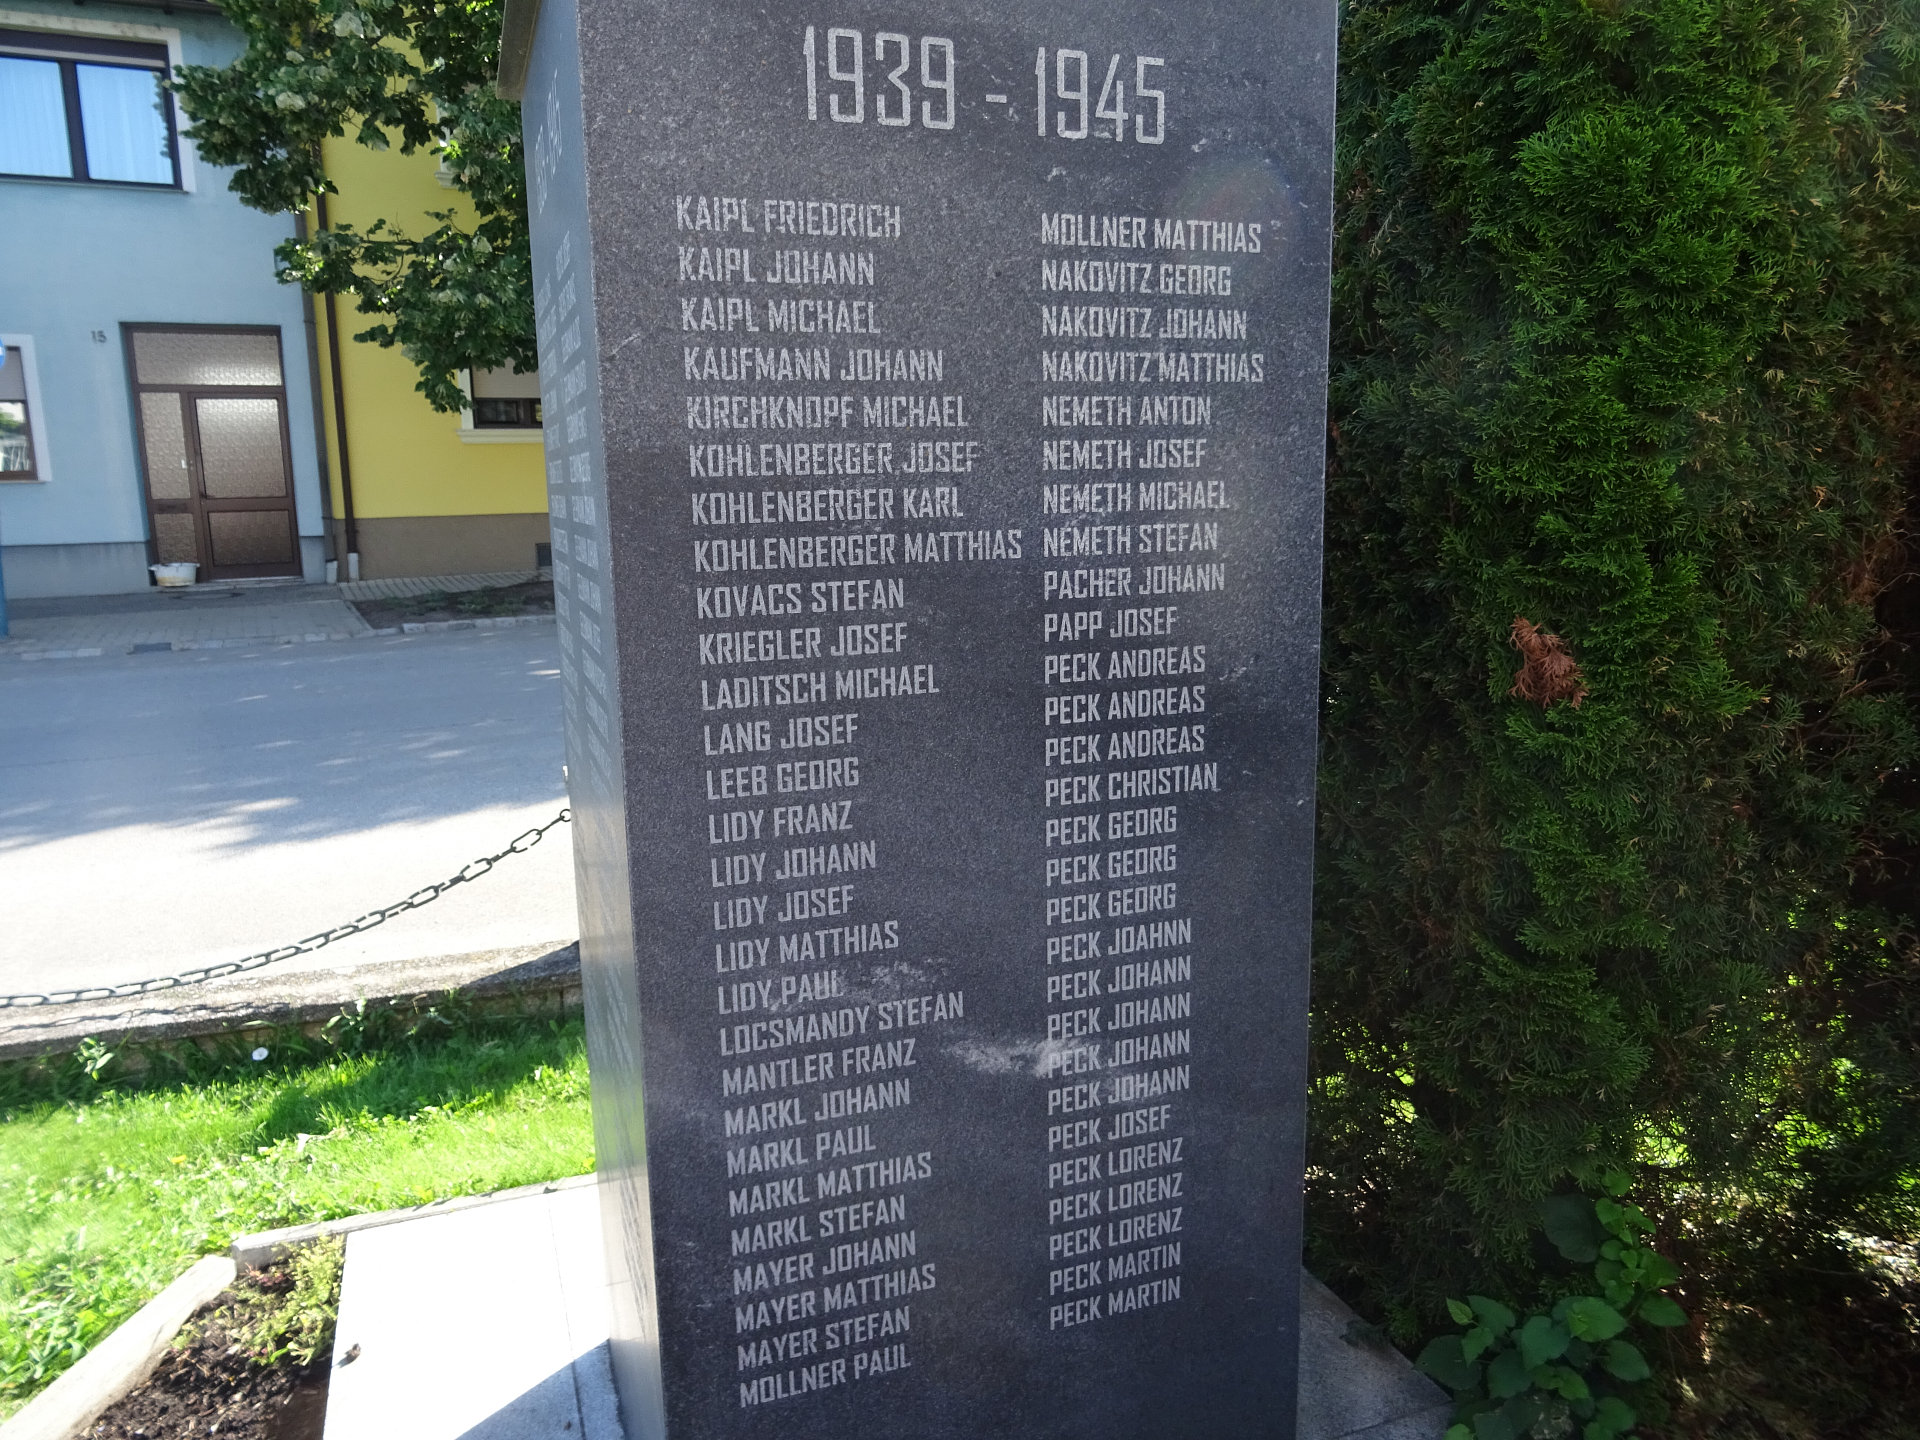 1939 - 1945
KAIPL FRIEDRICH
KAIPL JOHANN
KAIPL MICHAEL
KAUFMANN JOHANN
KIRCHKNOPF MICHAEL
KOHLENBERGER JOSEF
KOHLENBERGER KARL
KOHLENBERGER MATTHIAS
KOVACS STEFAN
KRIEGLER JOSEF
LADITSCH MICHAEL
LANG JOSEF
LEEB GEORG
LIDY FRANZ
LIDY JOHANN
LIDY JOSEF
LIDY MATTHIAS
LIDY PAUL
LOCSMANDY STEFAN
MANTLER FRANZ
MARKL JOHANN
MARKL PAUL
MARKL MATTHIAS
MARKL STEFAN
MAYER JOHANN
MAYER MATTHIAS
MAYER STEFAN
MOLLNER PAUL
MOLLNER MATTHIAS
NAKOVITZ GEORG
NAKOVITZ JOHANN
NAKOVITZ MATTHIAS
NEMETH ANTON
NEMETH JOSEF
NEMETH MICHAEL
NEMETH STEFAN
PACHER JOHANN
PAPP JOSEF
PECK ANDREAS
PECK ANDREAS
PECK ANDREAS
PECK CHRISTIAN
PECK GEORG
PECK GEORG
PECK GEORG
PECK JOAHNN
PECK JOHANN
PECK JOHANN
PECK JOHANN
PECK JOHANN
PECK JOSEF
PECK LORENZ
PECK LORENZ
PECK LORENZ
PECK MARTIN
PECK MARTIN
15